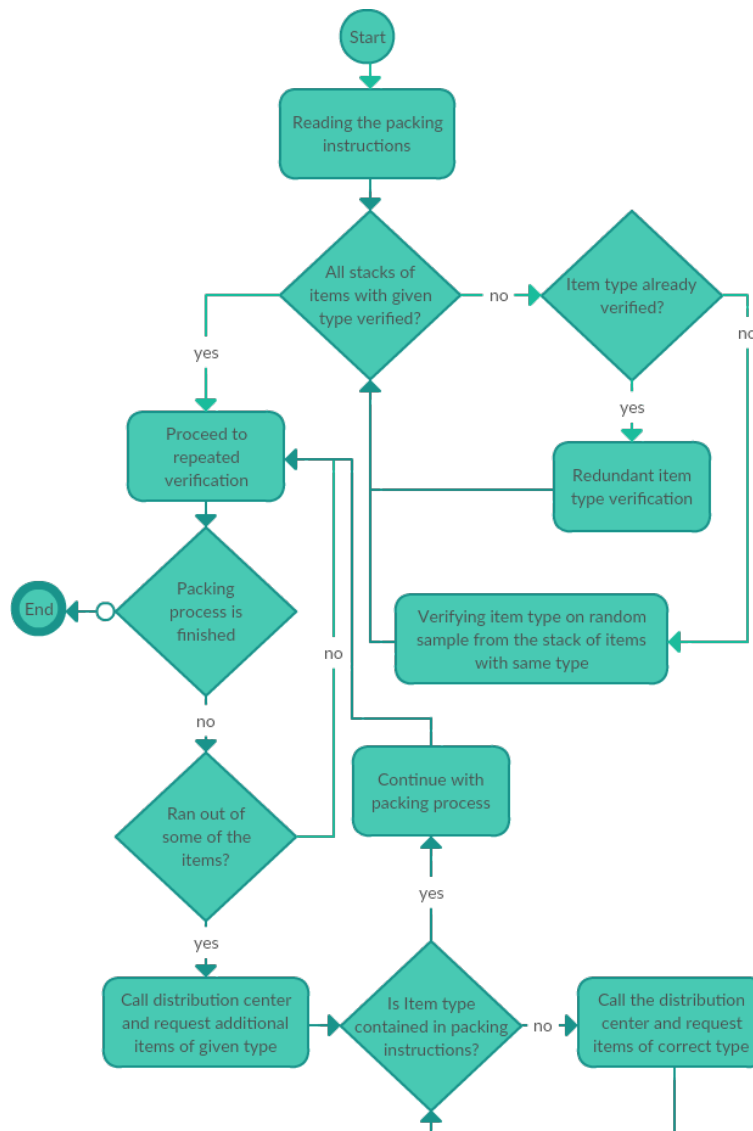 Start
Reading the packing
instructions
All stacks of
items with given
type verified?
no
Item type already
verified?
no
yes
yes
Proceed to
repeated
verification
Redundant item
type verification
Packing
process is
finished
End
Verifying item type on random
sample from the stack of items
with same type
no
no
Continue with
packing process
Ran out of
some of the
items?
yes
yes
Call distribution center
and request additional
items of given type
Is Item type
contained in packing
instructions?
no
Call the distribution
center and request
items of correct type